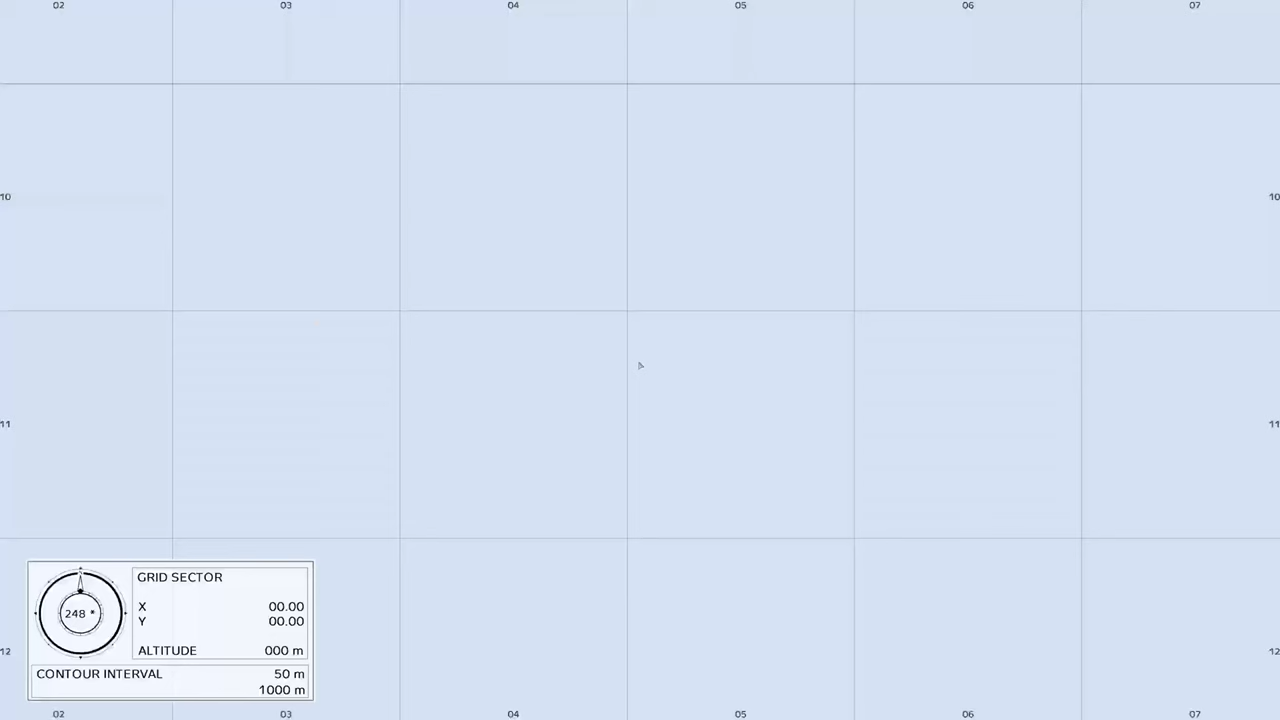 02 03 04 05 06 07
10 10
11 11
GRID SECTOR
248 °
X 00.00
Y 00.00
ALTITUDE 000 m
12 12
CONTOUR INTERVAL 50 m
1000 m
02 03 04 05 06 07